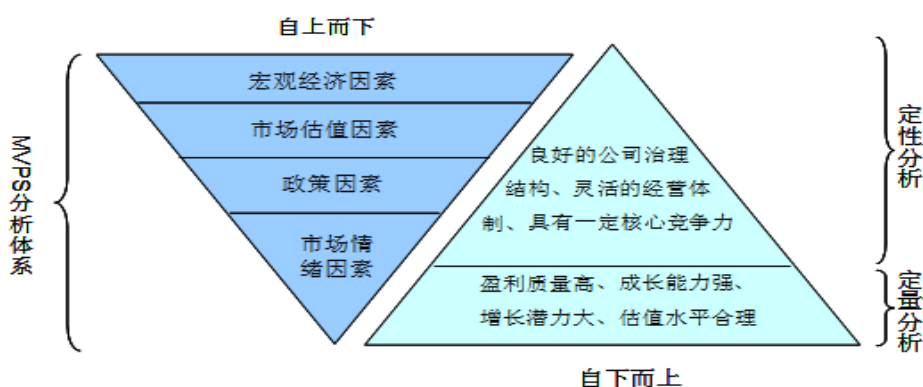 自上而下
MVPS分析体系
宏观经济因素
市场估值因素
政策因素
市场情
绪因素
良好的公司治理
结构、灵活的经营体
制、具有一定核心竞争力
盈利质量高、成长能力强、
增长潜力大、估值水平合理
定性分析
定量分析
自下而上